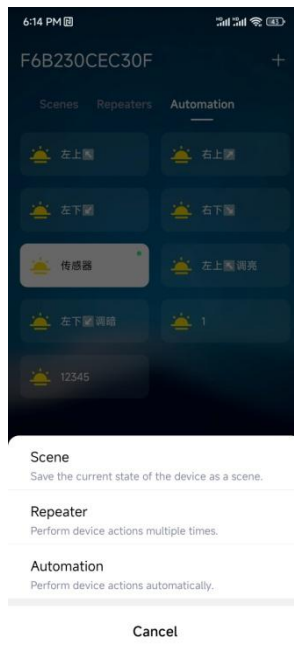 6:14 PM
F6B230CEC30F
Scenes Repeaters Automation
左上↖ 右上↗
左下↙ 右下↘
传感器 左上↖调亮
左下↙调暗 1
12345
Scene
Save the current state of the device as a scene.
Repeater
Perform device actions multiple times.
Automation
Perform device actions automatically.
Cancel